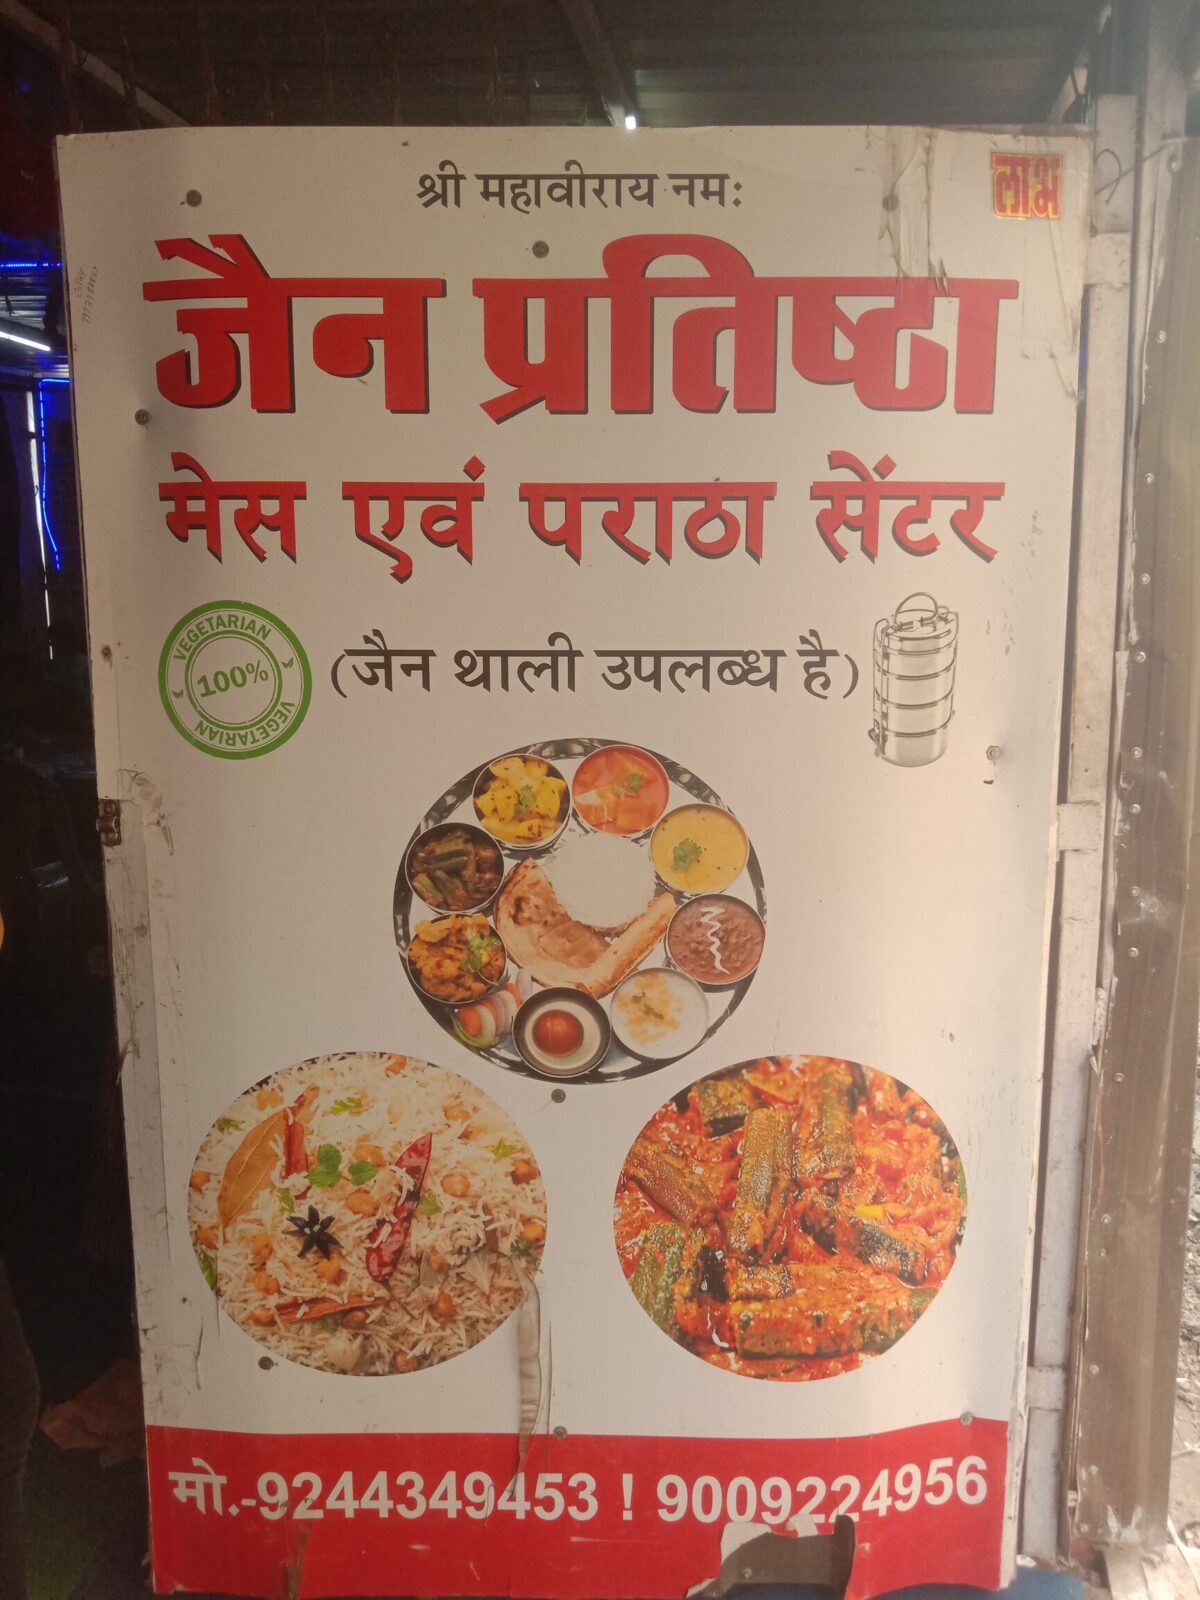 श्री महावीराय नमः
लाभ
जैन प्रतिष्ठा
मेस एवं पराठा सेंटर
VEGETARIAN
100%
VEGETARIAN
(जैन थाली उपलब्ध है)
मो.-9244349453 ! 9009224956